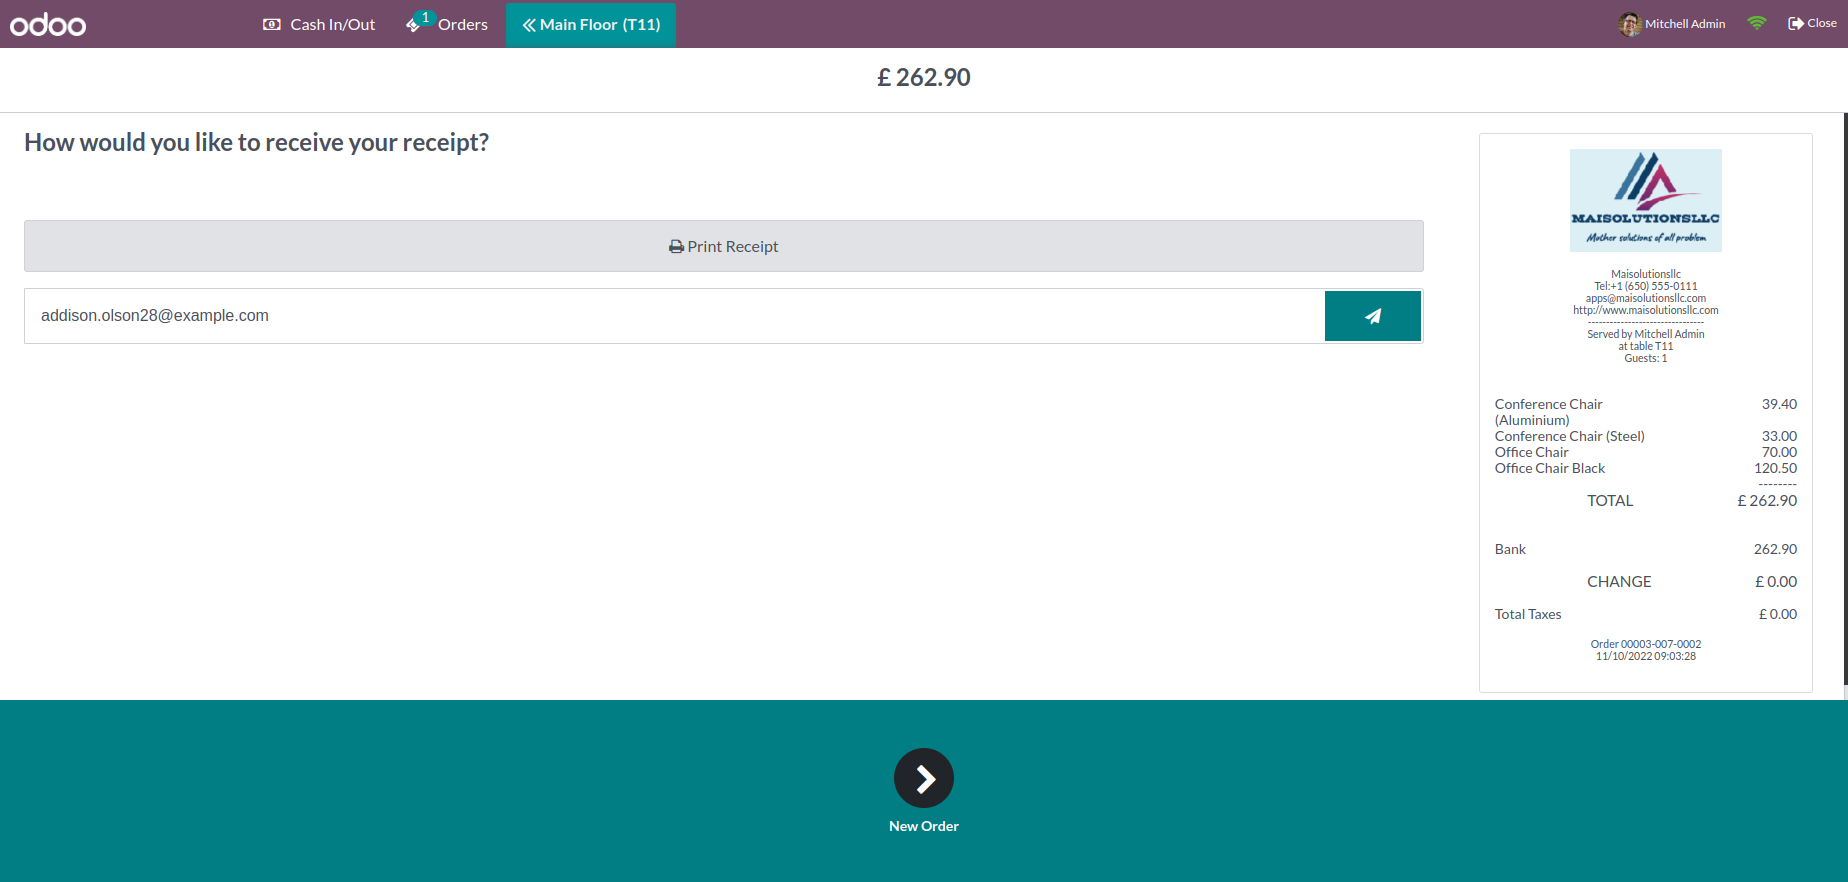 odoo
Cash In/Out
1
Orders
Main Floor (T11)
Mitchell Admin
Close
£ 262.90
How would you like to receive your receipt?
Print Receipt
addison.olson28@example.com
MAISOLUTIONSLLC
Mother solutions of all problem
Maisolutionsllc
Tel:+1 (650) 555-0111
apps@maisolutionsllc.com
http://www.maisolutionsllc.com
--------------------------------
Served by Mitchell Admin
at table T11
Guests: 1
Conference Chair 39.40
(Aluminium)
Conference Chair (Steel) 33.00
Office Chair 70.00
Office Chair Black 120.50
--------
TOTAL £ 262.90
Bank 262.90
CHANGE £ 0.00
Total Taxes £ 0.00
Order 00003-007-0002
11/10/2022 09:03:28
New Order